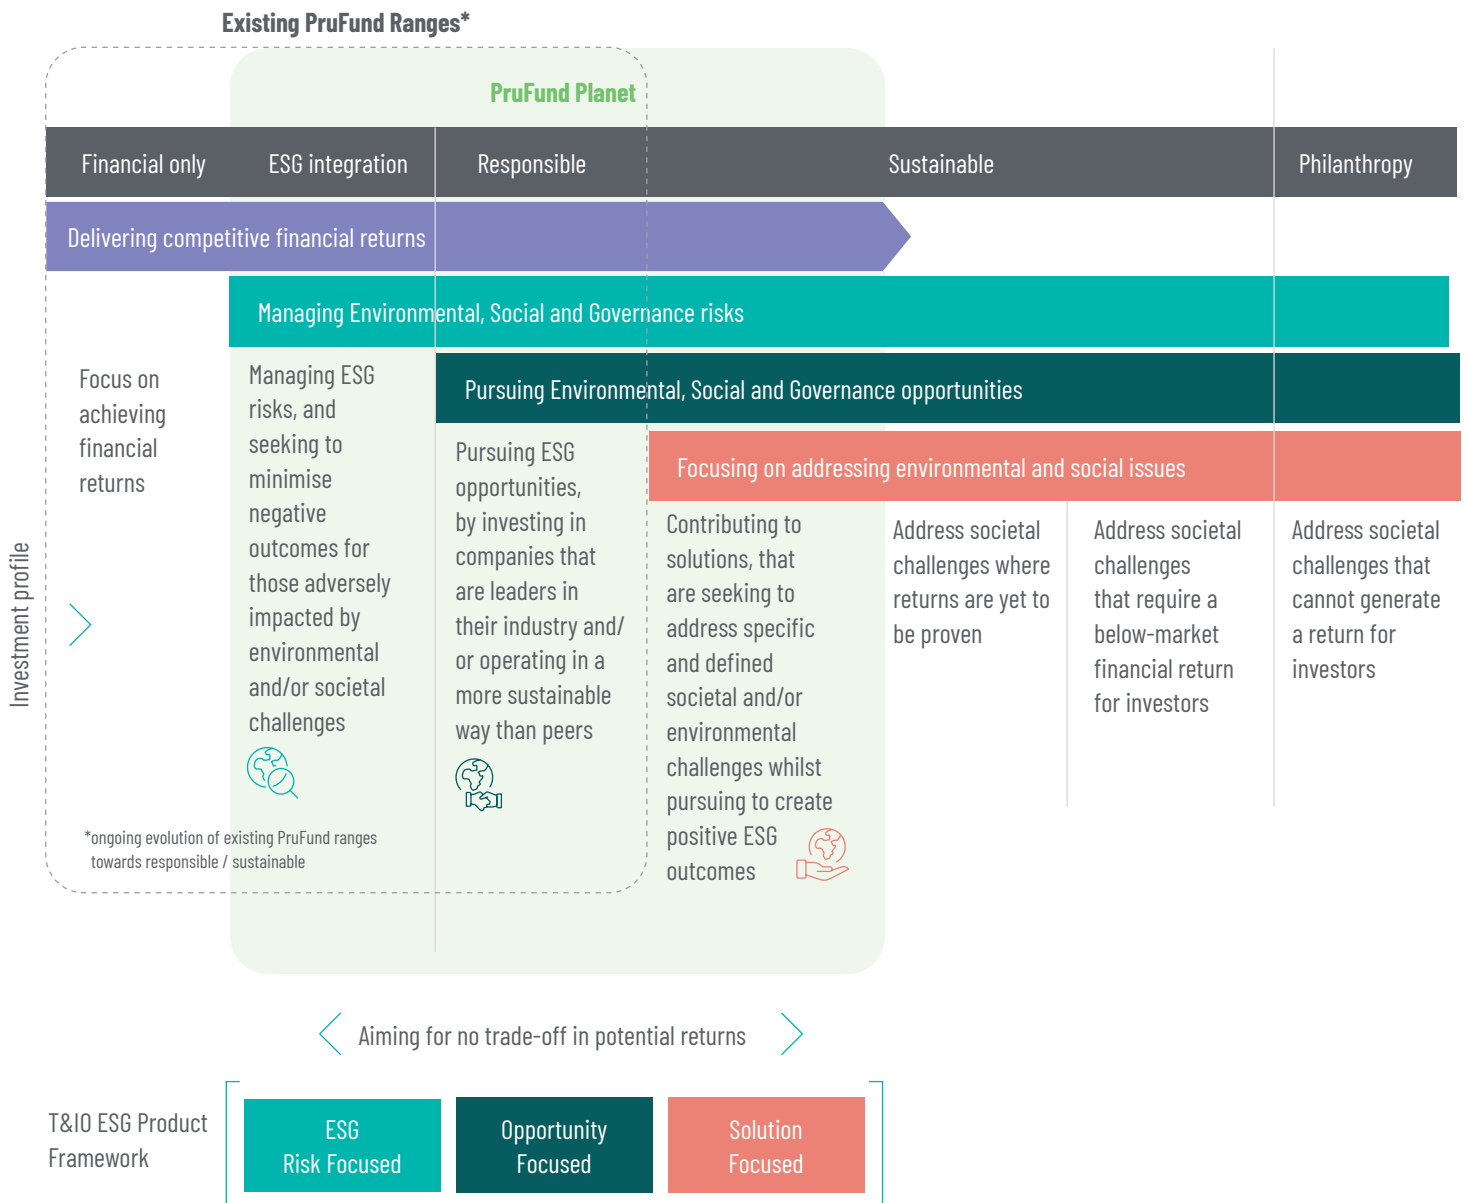 Existing PruFund Ranges*
PruFund Planet
Financial only
ESG integration
Responsible
Sustainable
Philanthropy
Delivering competitive financial returns
Managing Environmental, Social and Governance risks
Pursuing Environmental, Social and Governance opportunities
Focusing on addressing environmental and social issues
Investment profile
Focus on
achieving
financial
returns
Managing ESG
risks, and
seeking to
minimise
negative
outcomes for
those adversely
impacted by
environmental
and/or societal
challenges
Pursuing ESG
opportunities,
by investing in
companies that
are leaders in
their industry and/
or operating in a
more sustainable
way than peers
Contributing to
solutions, that
are seeking to
address specific
and defined
societal and/or
environmental
challenges whilst
pursuing to create
positive ESG
outcomes
Address societal
challenges where
returns are yet to
be proven
Address societal
challenges
that require a
below-market
financial return
for investors
Address societal
challenges that
cannot generate
a return for
investors
*ongoing evolution of existing PruFund ranges
towards responsible / sustainable
Aiming for no trade-off in potential returns
T&IO ESG Product
Framework
ESG
Risk Focused
Opportunity
Focused
Solution
Focused